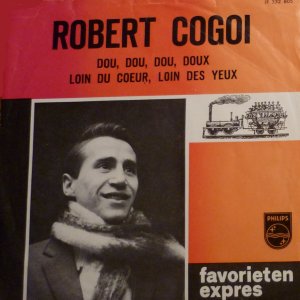 ROBERT COGOI
DOU, DOU, DOU, DOUX
LOIN DU COEUR, LOIN DES YEUX
PHILIPS
favorieten
expres